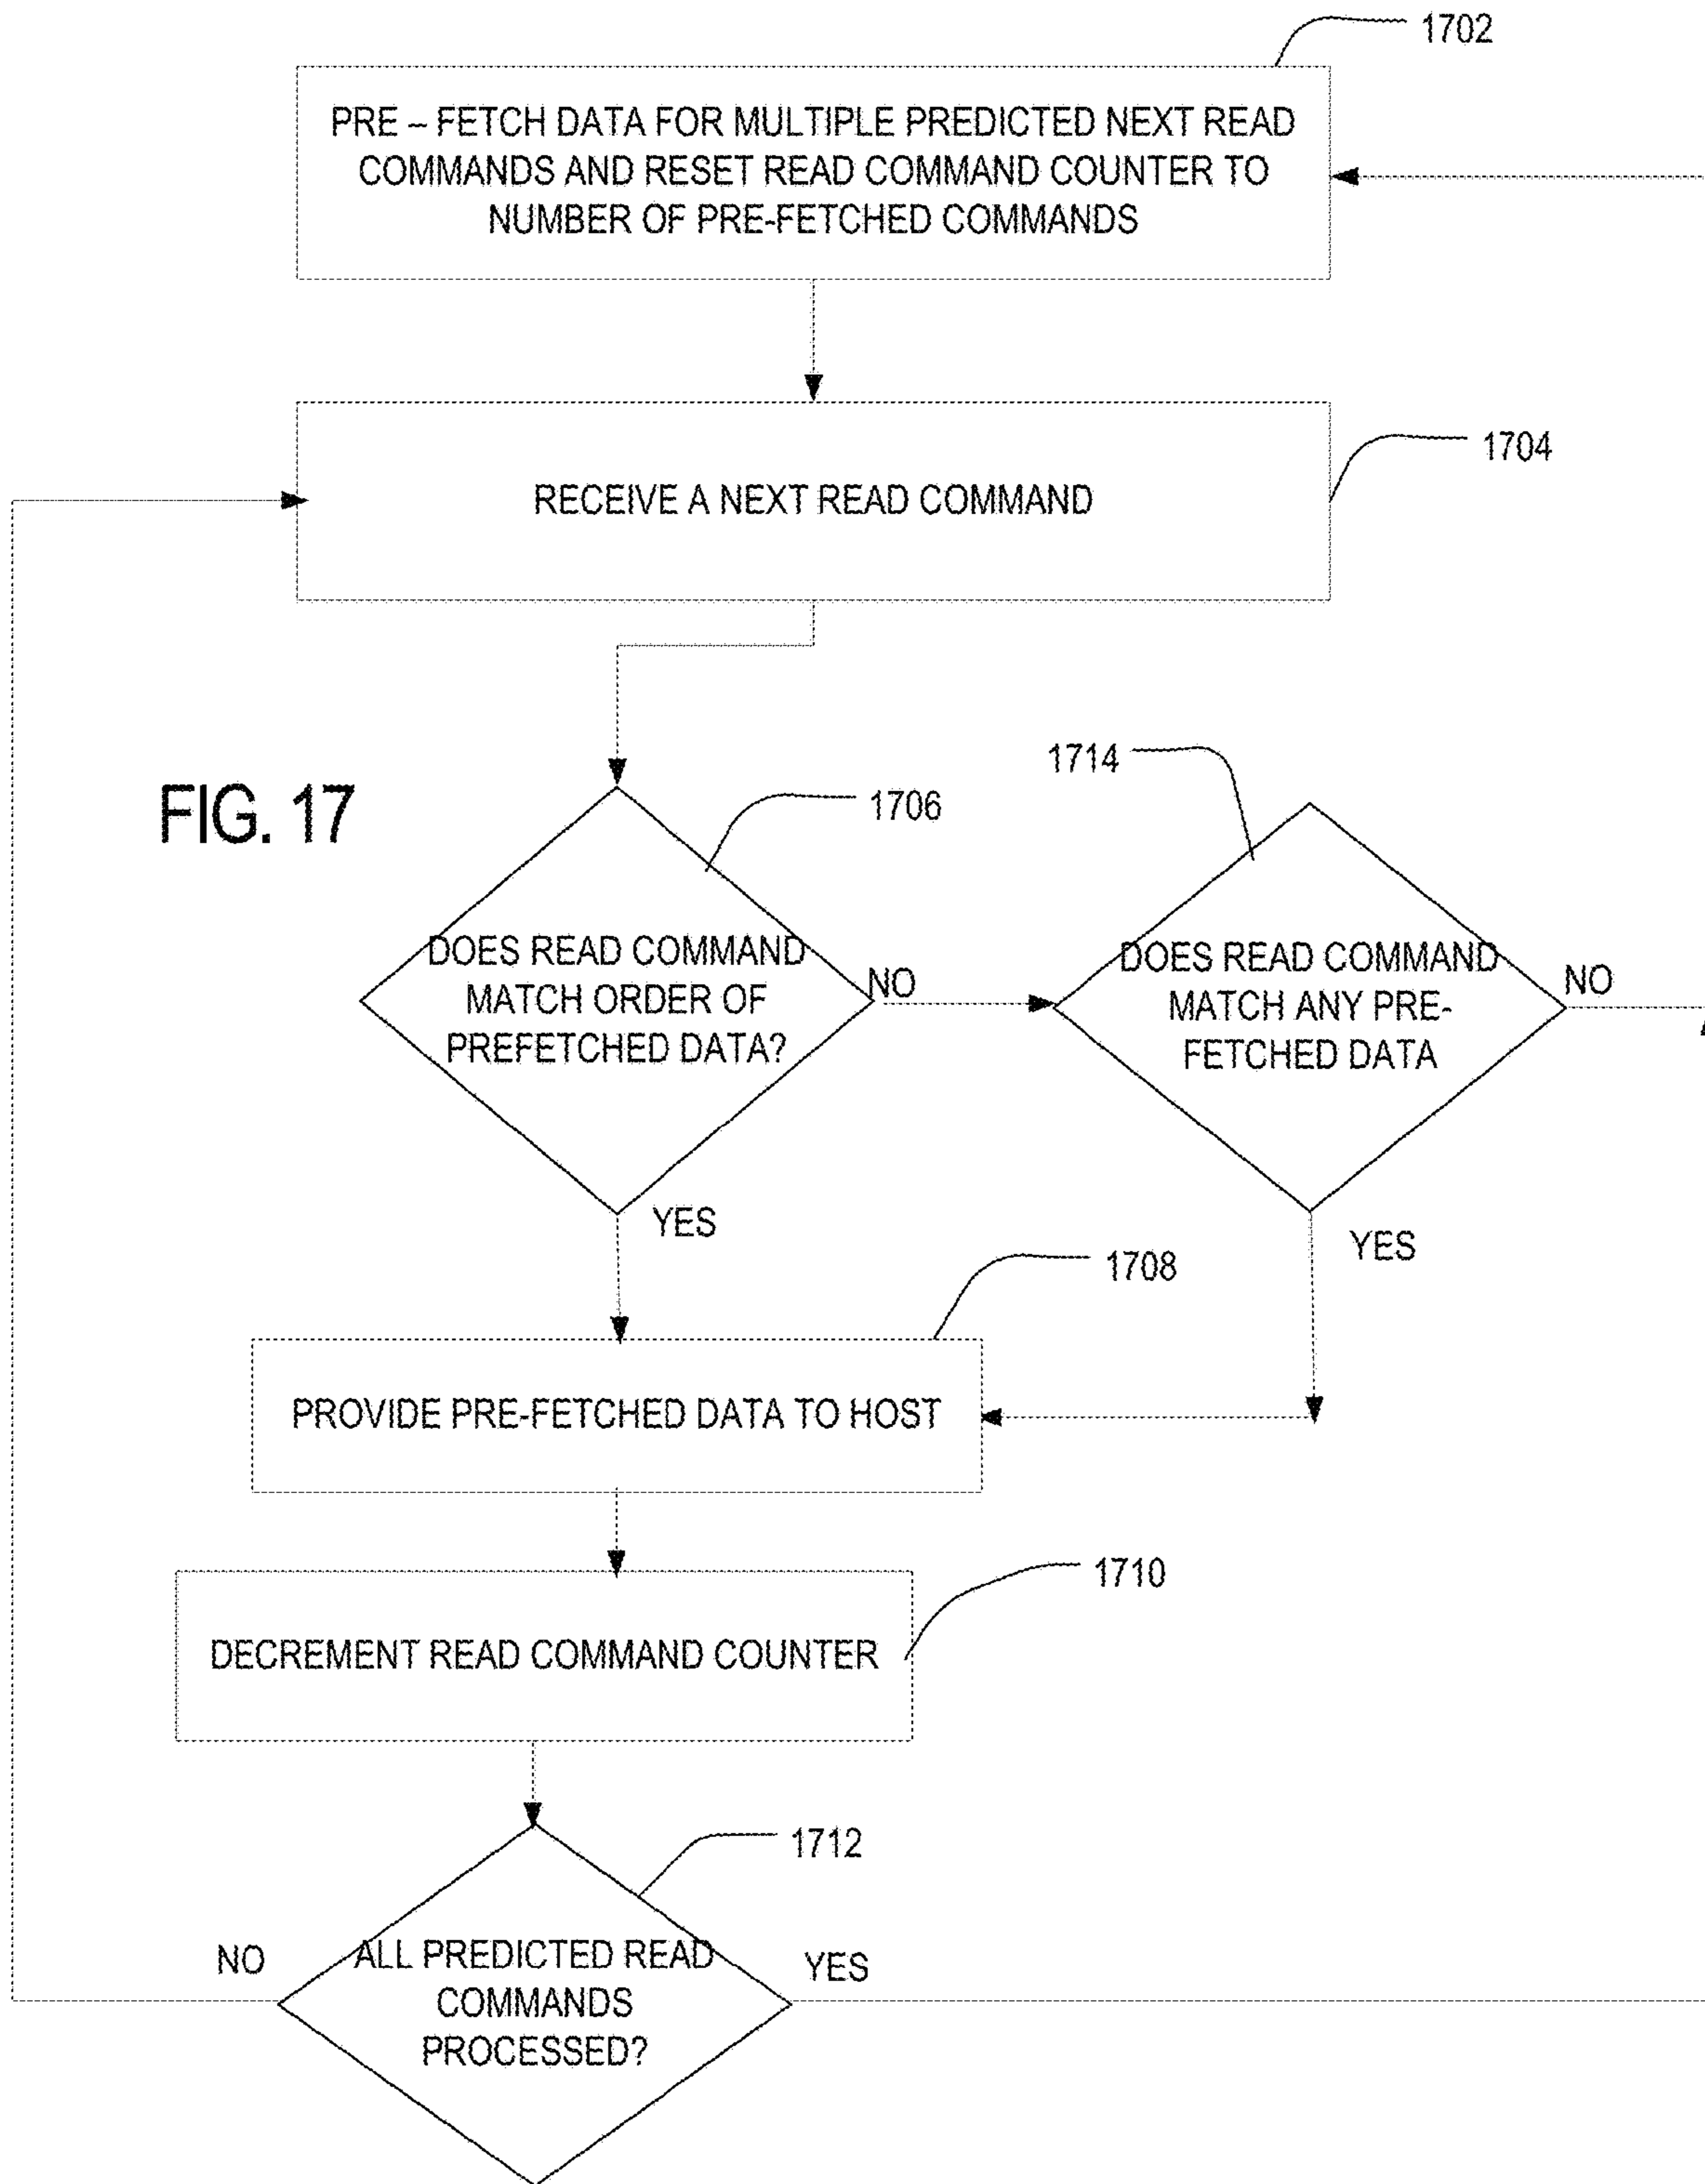 1702
PRE – FETCH DATA FOR MULTIPLE PREDICTED NEXT READ
COMMANDS AND RESET READ COMMAND COUNTER TO
NUMBER OF PRE-FETCHED COMMANDS
1704
RECEIVE A NEXT READ COMMAND
FIG. 17
1706
1714
DOES READ COMMAND
MATCH ORDER OF
PREFETCHED DATA?
NO
DOES READ COMMAND
MATCH ANY PRE-
FETCHED DATA
NO
YES
YES
1708
PROVIDE PRE-FETCHED DATA TO HOST
1710
DECREMENT READ COMMAND COUNTER
1712
NO
ALL PREDICTED READ
COMMANDS
PROCESSED?
YES